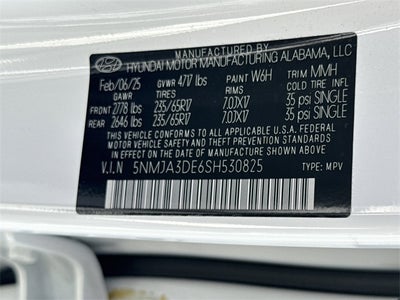 HYUNDAI MOTOR MANUFACTURING ALABAMA, LLC
Feb/06/25 GVWR 4717 lbs PAINT W6H TRIM MMH
GAWR TIRES RIMS COLD TIRE INFL
FRONT 2778 lbs 235/65R17 7.0JX17 35 psi SINGLE
REAR 2646 lbs 235/65R17 7.0JX17 35 psi SINGLE
THIS VEHICLE CONFORMS TO ALL APPLICABLE U.S.A. FEDERAL MOTOR
VEHICLE SAFETY, BUMPER, AND THEFT PREVENTION STANDARDS IN
EFFECT ON THE DATE OF MANUFACTURE SHOWN ABOVE.
V.I.N 5NMJA3DE6SH530825 TYPE: MPV